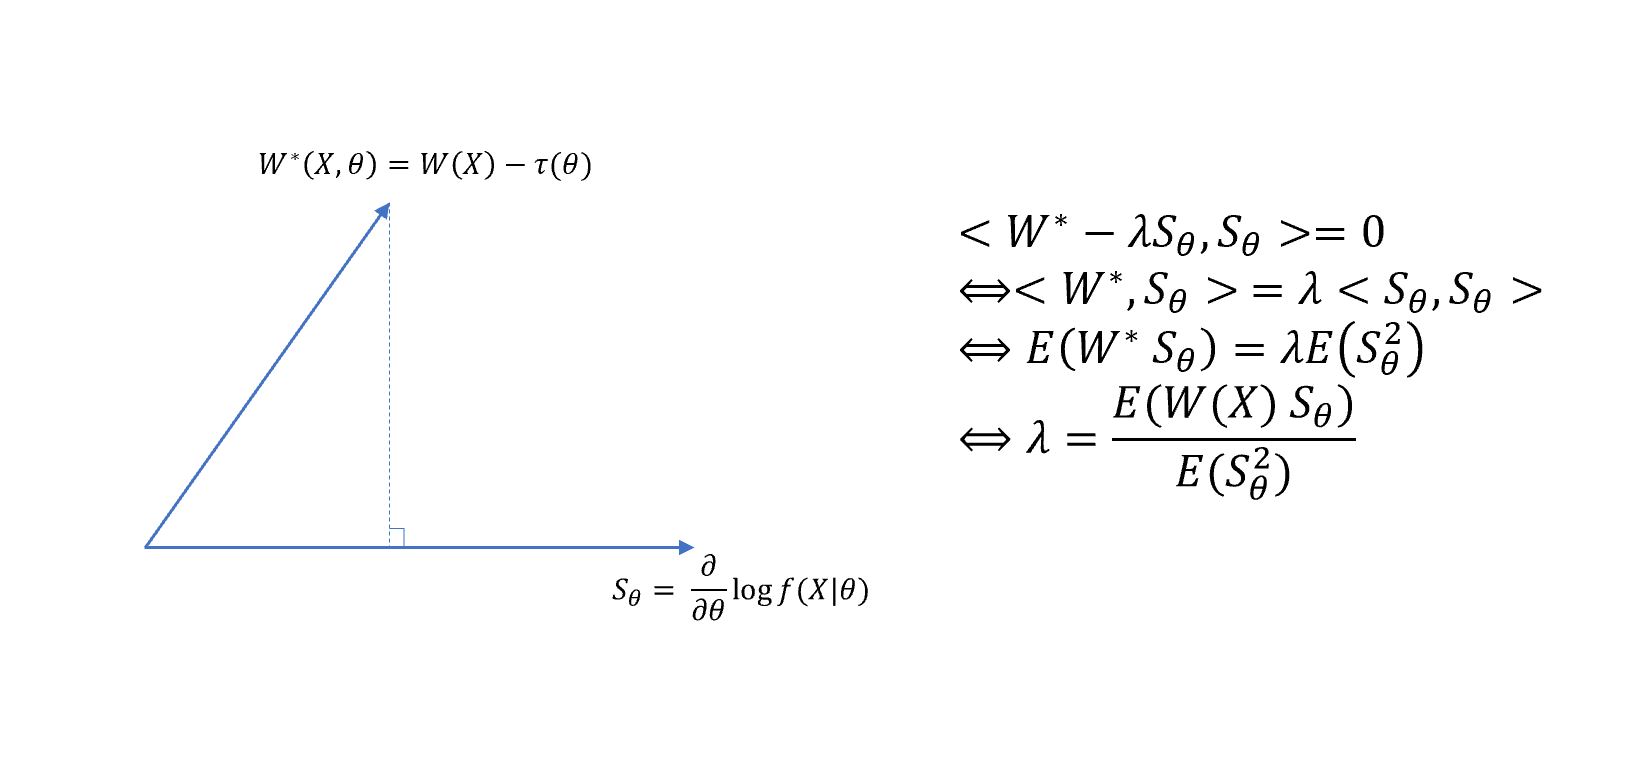 W*(X, θ) = W(X) − τ(θ)
S_θ = ∂/∂θ log f(X|θ)
< W* − λS_θ, S_θ >= 0
⟺< W*, S_θ > = λ < S_θ, S_θ >
⟺ E(W* S_θ) = λE(S_θ^2)
⟺ λ = E(W(X) S_θ)/E(S_θ^2)